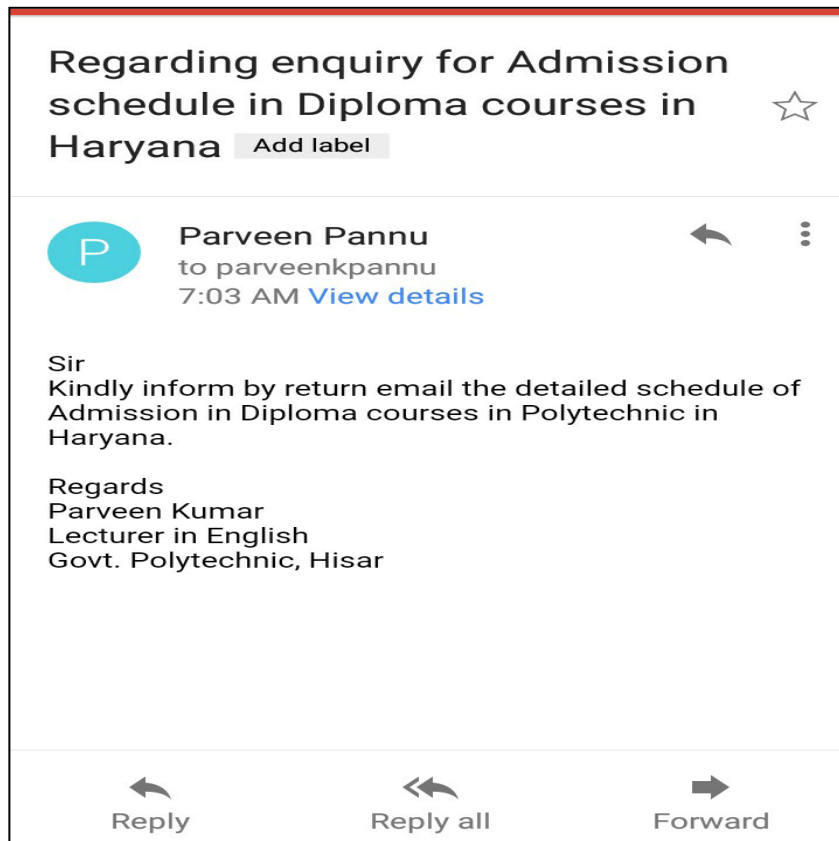 Regarding enquiry for Admission
schedule in Diploma courses in
Haryana Add label
P
Parveen Pannu
to parveenkpannu
7:03 AM View details
Sir
Kindly inform by return email the detailed schedule of
Admission in Diploma courses in Polytechnic in
Haryana.
Regards
Parveen Kumar
Lecturer in English
Govt. Polytechnic, Hisar
Reply Reply all Forward